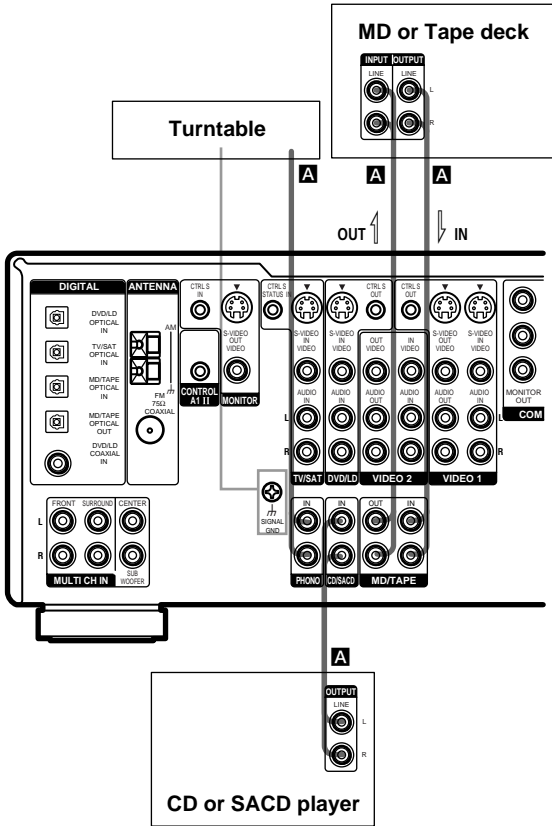 MD or Tape deck
INPUT OUTPUT
LINE LINE
L
R
Turntable
A A A
OUT IN
DIGITAL
DVD/LD
OPTICAL
IN
TV/SAT
OPTICAL
IN
MD/TAPE
OPTICAL
IN
MD/TAPE
OPTICAL
OUT
DVD/LD
COAXIAL
IN
ANTENNA
AM
FM
75Ω
COAXIAL
CTRL S
IN
CONTROL
A1 II
S-VIDEO
OUT
VIDEO
MONITOR
CTRL S
STATUS IN
S-VIDEO
IN
VIDEO
AUDIO
IN
L
R
TV/SAT
S-VIDEO
IN
VIDEO
AUDIO
IN
DVD/LD
CTRL S
OUT
OUT
VIDEO
AUDIO
OUT
CTRL S
OUT
IN
VIDEO
AUDIO
IN
VIDEO 2
S-VIDEO
OUT
VIDEO
AUDIO
OUT
S-VIDEO
IN
VIDEO
AUDIO
IN
L
R
VIDEO 1
MONITOR
OUT
COM
SIGNAL
GND
FRONT SURROUND CENTER
L
R
SUB
WOOFER
MULTI CH IN
IN IN OUT IN
PHONO CD/SACD MD/TAPE
A
OUTPUT
LINE
L
R
CD or SACD player